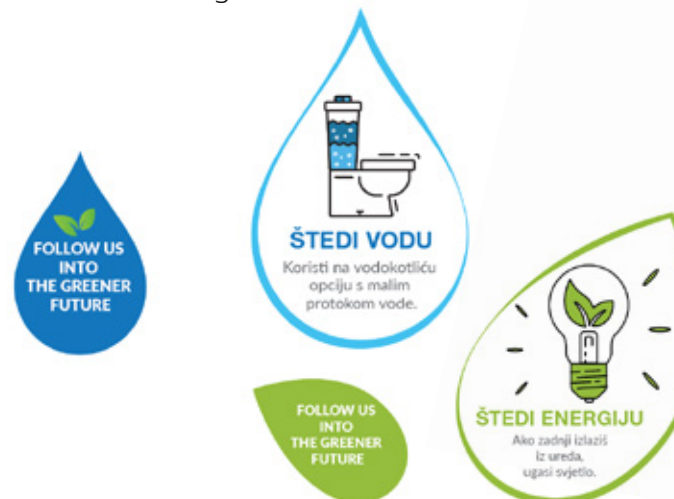 FOLLOW US
INTO
THE GREENER
FUTURE
ŠTEDI VODU
Koristi na vodokotliću
opciju s malim
protokom vode.
FOLLOW US
INTO
THE GREENER
FUTURE
ŠTEDI ENERGIJU
Ako zadnji izlaziš
iz ureda,
ugasi svjetlo.